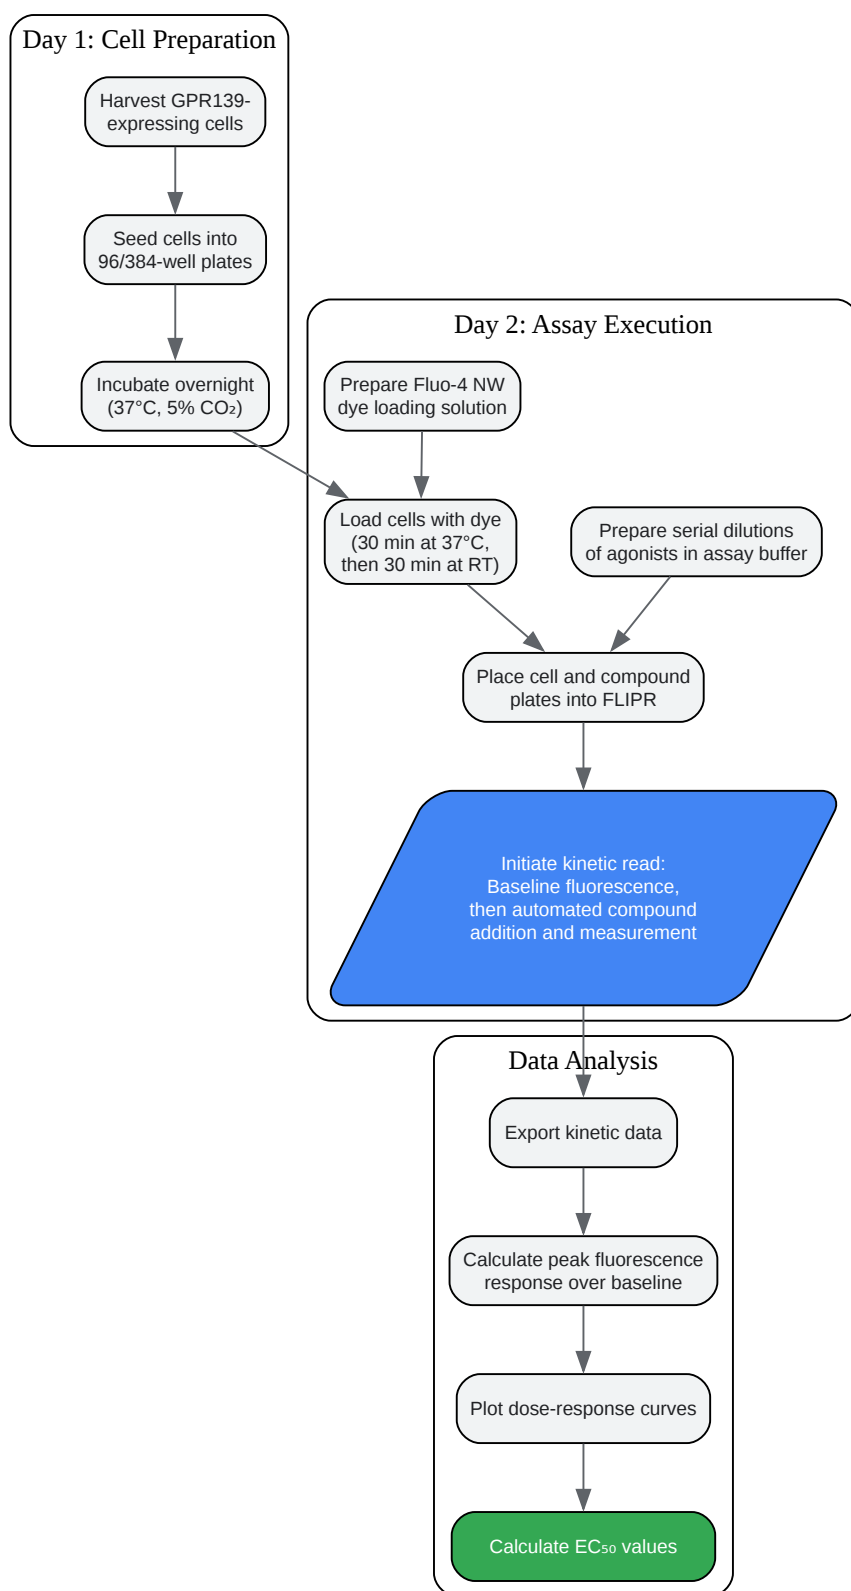 Day 1: Cell Preparation
Harvest GPR139-
expressing cells
Seed cells into
96/384-well plates
Incubate overnight
(37°C, 5% CO₂)
Day 2: Assay Execution
Prepare Fluo-4 NW
dye loading solution
Load cells with dye
(30 min at 37°C,
then 30 min at RT)
Prepare serial dilutions
of agonists in assay buffer
Place cell and compound
plates into FLIPR
Initiate kinetic read:
Baseline fluorescence,
then automated compound
addition and measurement
Data Analysis
Export kinetic data
Calculate peak fluorescence
response over baseline
Plot dose-response curves
Calculate EC₅₀ values